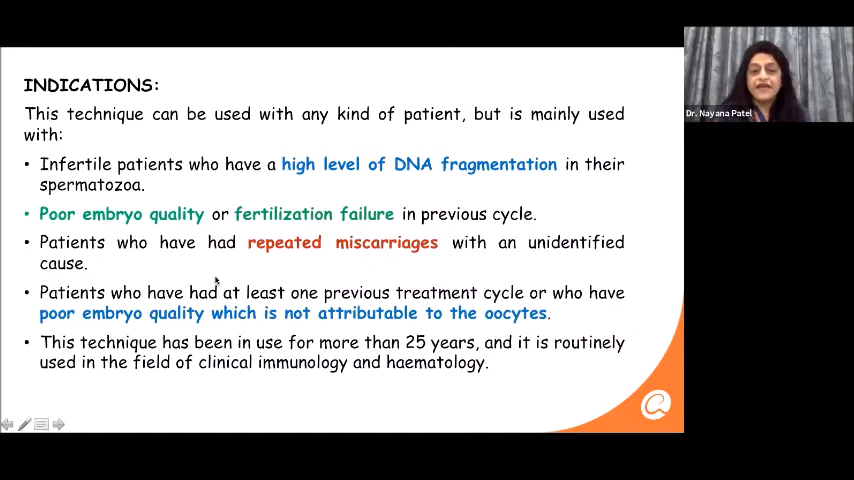 INDICATIONS:
This technique can be used with any kind of patient, but is mainly used
with:
• Infertile patients who have a high level of DNA fragmentation in their
spermatozoa.
• Poor embryo quality or fertilization failure in previous cycle.
• Patients who have had repeated miscarriages with an unidentified
cause.
• Patients who have had at least one previous treatment cycle or who have
poor embryo quality which is not attributable to the oocytes.
• This technique has been in use for more than 25 years, and it is routinely
used in the field of clinical immunology and haematology.
Dr. Nayana Patel